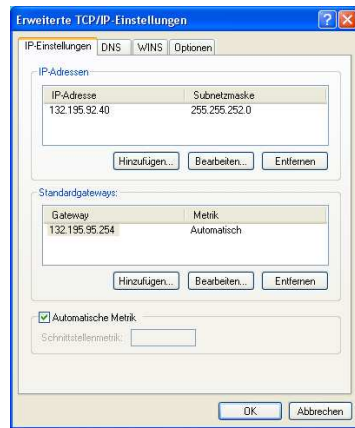 Erweiterte TCP/IP-Einstellungen
IP-Einstellungen DNS WINS Optionen
IP-Adressen
IP-Adresse Subnetzmaske
132.195.92.40 255.255.252.0
Hinzufügen... Bearbeiten... Entfernen
Standardgateways:
Gateway Metrik
132.195.95.254 Automatisch
Hinzufügen... Bearbeiten... Entfernen
Automatische Metrik
Schnittstellenmetrik:
OK Abbrechen